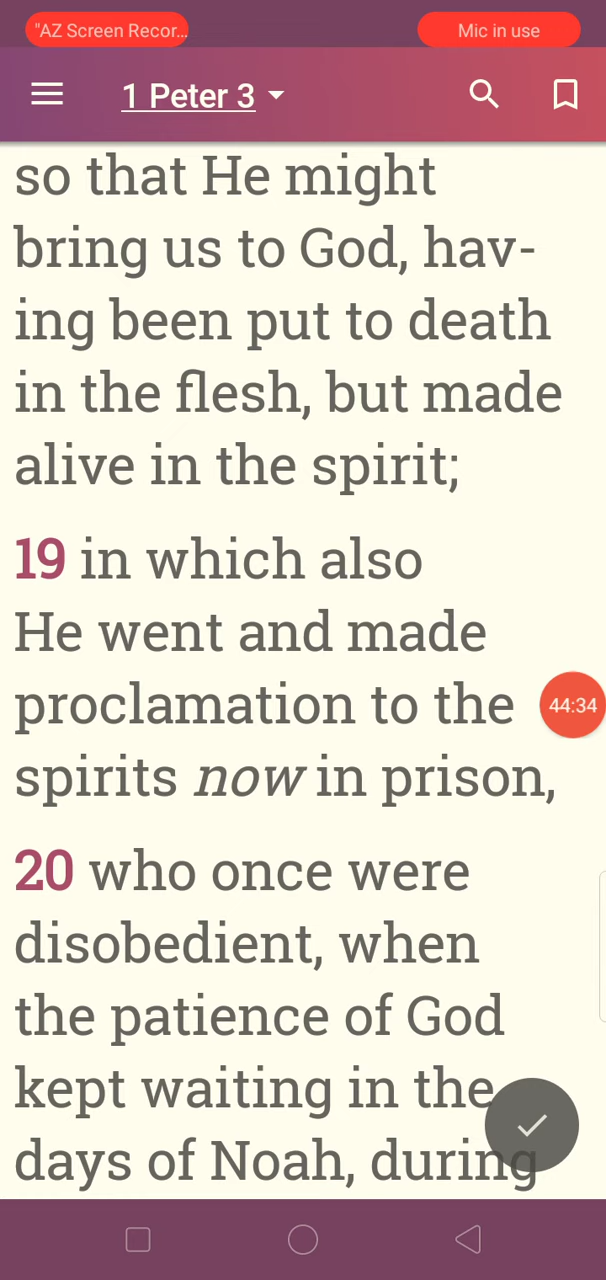 "AZ Screen Recor...
Mic in use
1 Peter 3
so that He might
bring us to God, hav-
ing been put to death
in the flesh, but made
alive in the spirit;
19 in which also
He went and made
proclamation to the
spirits now in prison,
44:34
20 who once were
disobedient, when
the patience of God
kept waiting in the
days of Noah, during